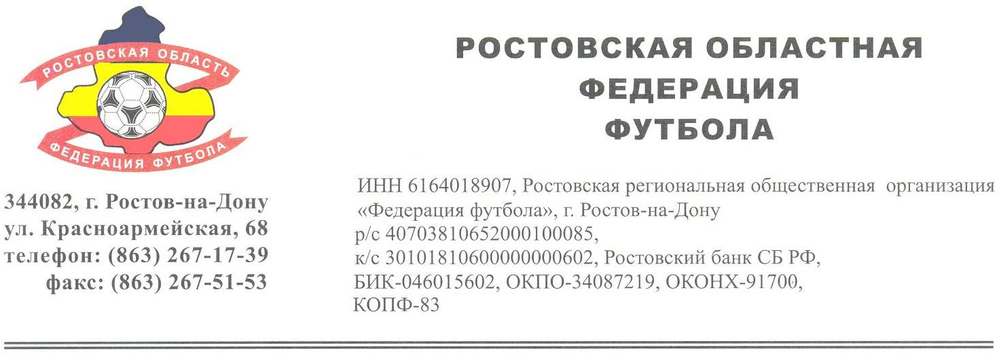 РОСТОВСКАЯ ОБЛАСТЬ
ФЕДЕРАЦИЯ ФУТБОЛА
344082, г. Ростов-на-Дону
ул. Красноармейская, 68
телефон: (863) 267-17-39
факс: (863) 267-51-53
РОСТОВСКАЯ ОБЛАСТНАЯ
ФЕДЕРАЦИЯ
ФУТБОЛА
ИНН 6164018907, Ростовская региональная общественная организация
«Федерация футбола», г. Ростов-на-Дону
р/с 40703810652000100085,
к/с 30101810600000000602, Ростовский банк СБ РФ,
БИК-046015602, ОКПО-34087219, ОКОНХ-91700,
КОПФ-83